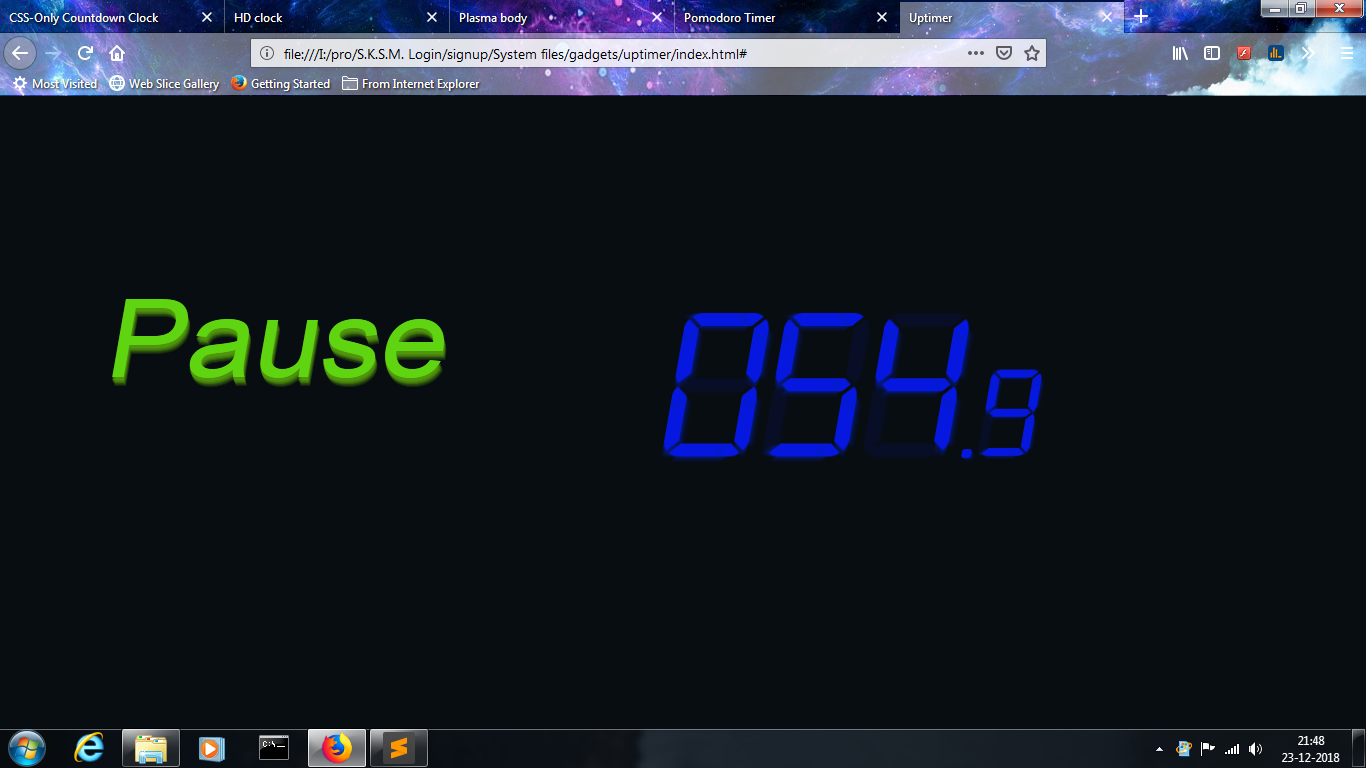 CSS-Only Countdown Clock
HD clock
Plasma body
Pomodoro Timer
Uptimer
file:///I:/pro/S.K.S.M. Login/signup/System files/gadgets/uptimer/index.html#
Most Visited
Web Slice Gallery
Getting Started
From Internet Explorer
Pause
054.9
C:\_
21:48
23-12-2018